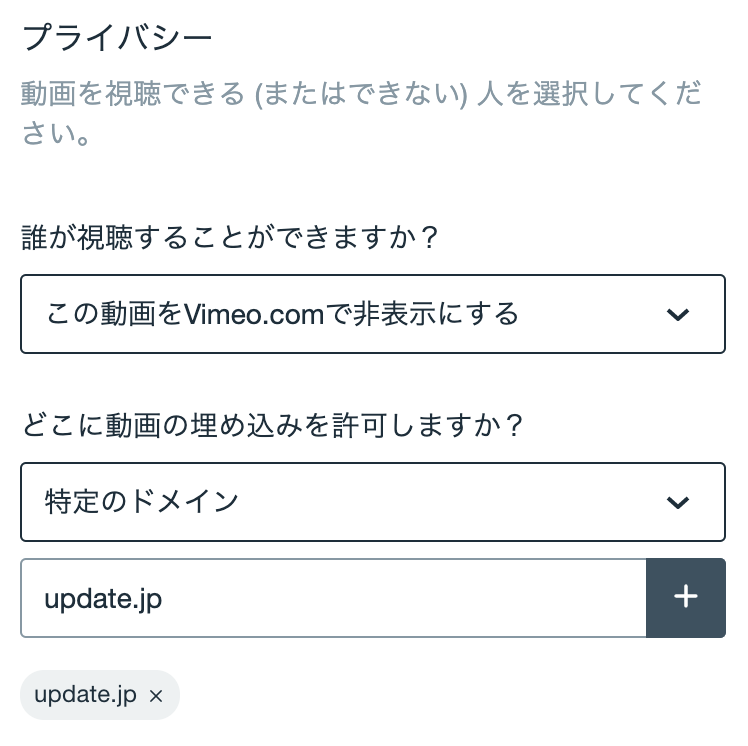 プライバシー
動画を視聴できる (またはできない) 人を選択してくだ
さい。
誰が視聴することができますか？
この動画をVimeo.comで非表示にする
どこに動画の埋め込みを許可しますか？
特定のドメイン
update.jp
+
update.jp ×